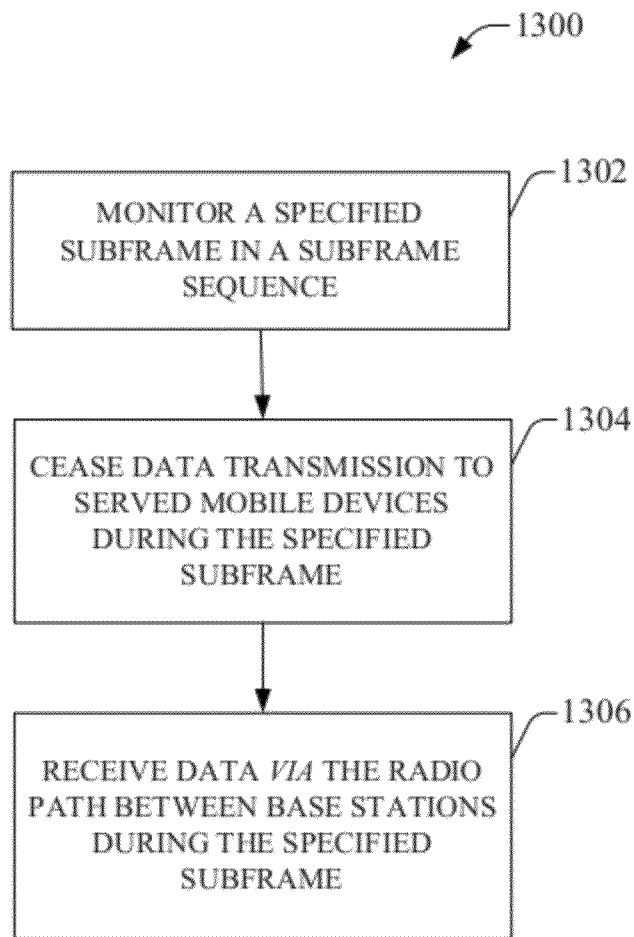 1300
1302
MONITOR A SPECIFIED
SUBFRAME IN A SUBFRAME
SEQUENCE
1304
CEASE DATA TRANSMISSION TO
SERVED MOBILE DEVICES
DURING THE SPECIFIED
SUBFRAME
1306
RECEIVE DATA VIA THE RADIO
PATH BETWEEN BASE STATIONS
DURING THE SPECIFIED
SUBFRAME